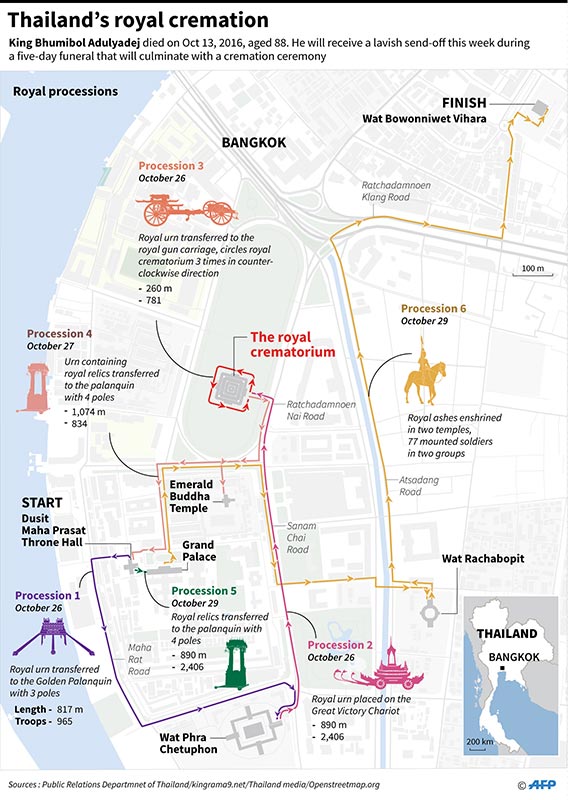 Thailand's royal cremation
King Bhumibol Adulyadej died on Oct 13, 2016, aged 88. He will receive a lavish send-off this week during
a five-day funeral that will culminate with a cremation ceremony
Royal processions
FINISH
Wat Bowonniwet Vihara
BANGKOK
Procession 3
October 26
Royal urn transferred to the
royal gun carriage, circles royal
crematorium 3 times in counter-
clockwise direction
- 260 m
- 781
Ratchadamnoen
Klang Road
100 m
Procession 6
October 29
Royal ashes enshrined
in two temples,
77 mounted soldiers
in two groups
Procession 4
October 27
Urn containing
royal relics transferred
to the palanquin
with 4 poles
- 1,074 m
- 834
The royal
crematorium
Ratchadamnoen
Nai Road
Atsadang
Road
Emerald
Buddha
Temple
START
Dusit
Maha Prasat
Throne Hall
Grand
Palace
Sanam
Chai
Road
Wat Rachabopit
Procession 1
October 26
Royal urn transferred
to the Golden Palanquin
with 3 poles
Length - 817 m
Troops - 965
Maha
Rat
Road
Procession 5
October 29
Royal relics transferred
to the palanquin with
4 poles
- 890 m
- 2,406
Procession 2
October 26
Royal urn placed on the
Great Victory Chariot
- 890 m
- 2,406
Wat Phra
Chetuphon
THAILAND
BANGKOK
200 km
Sources : Public Relations Departmnet of Thailand/kingrama9.net/Thailand media/Openstreetmap.org
© AFP